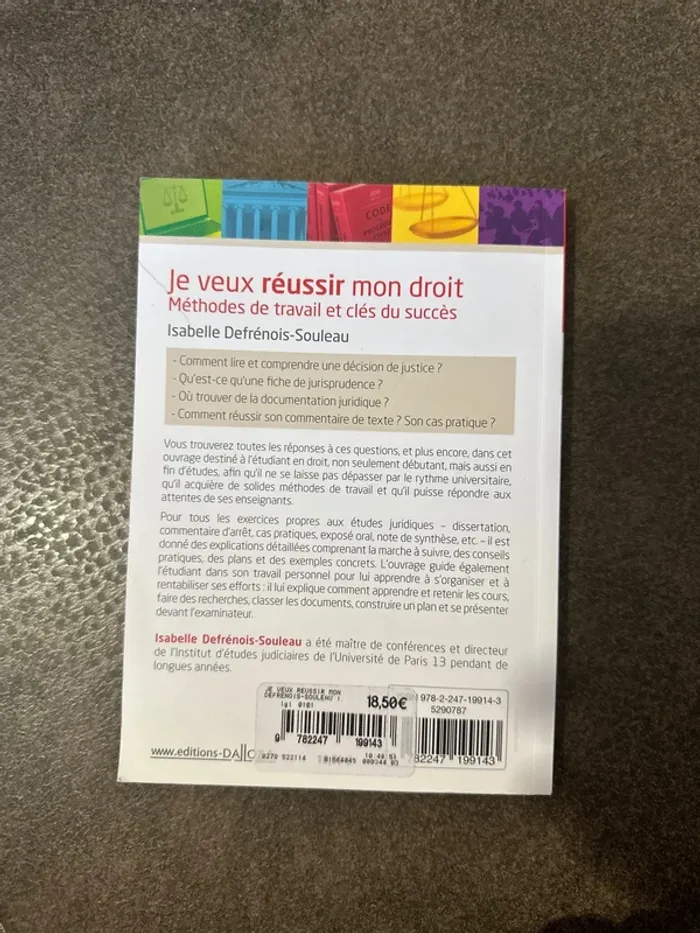 CODE
Je veux réussir mon droit
Méthodes de travail et clés du succès
Isabelle Defrénois-Souleau
- Comment lire et comprendre une décision de justice ?
- Qu'est-ce qu'une fiche de jurisprudence ?
- Où trouver de la documentation juridique ?
- Comment réussir son commentaire de texte ? Son cas pratique ?
Vous trouverez toutes les réponses à ces questions, et plus encore, dans cet
ouvrage destiné à l'étudiant en droit, non seulement débutant, mais aussi en
fin d'études, afin qu'il ne se laisse pas dépasser par le rythme universitaire,
qu'il acquière de solides méthodes de travail et qu'il puisse répondre aux
attentes de ses enseignants.
Pour tous les exercices propres aux études juridiques – dissertation,
commentaire d'arrêt, cas pratiques, exposé oral, note de synthèse, etc. – il est
donné des explications détaillées comprenant la marche à suivre, des conseils
pratiques, des plans et des exemples concrets. L'ouvrage guide également
l'étudiant dans son travail personnel pour lui apprendre à s'organiser et à
rentabiliser ses efforts : il lui explique comment apprendre et retenir les cours,
faire des recherches, classer les documents, construire un plan et se présenter
devant l'examinateur.
Isabelle Defrénois-Souleau a été maître de conférences et directeur
de l'Institut d'études judiciaires de l'Université de Paris 13 pendant de
longues années.
JE VEUX REUSSIR MON
DEFRENOIS-SOULEAU I.
18,50€
978-2-247-19914-3
5290787
9 782247 199143
782247 199143
www.editions-DALLO
0270 522114